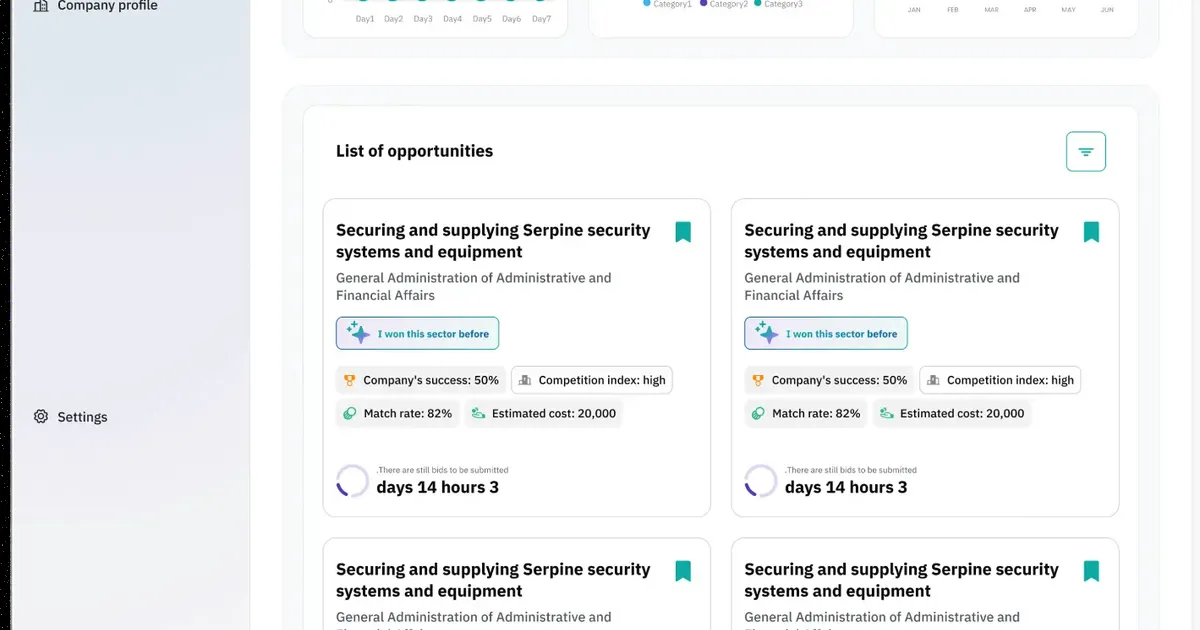 Company profile
0
Day1 Day2 Day3 Day4 Day5 Day6 Day7
Category1 Category2 Category3
JAN FEB MAR APR MAY JUN
List of opportunities
Securing and supplying Serpine security
systems and equipment
General Administration of Administrative and
Financial Affairs
I won this sector before
Company's success: 50%
Competition index: high
Match rate: 82%
Estimated cost: 20,000
.There are still bids to be submitted
days 14 hours 3
Securing and supplying Serpine security
systems and equipment
General Administration of Administrative and
Financial Affairs
I won this sector before
Company's success: 50%
Competition index: high
Match rate: 82%
Estimated cost: 20,000
.There are still bids to be submitted
days 14 hours 3
Settings
Securing and supplying Serpine security
systems and equipment
General Administration of Administrative and
Securing and supplying Serpine security
systems and equipment
General Administration of Administrative and